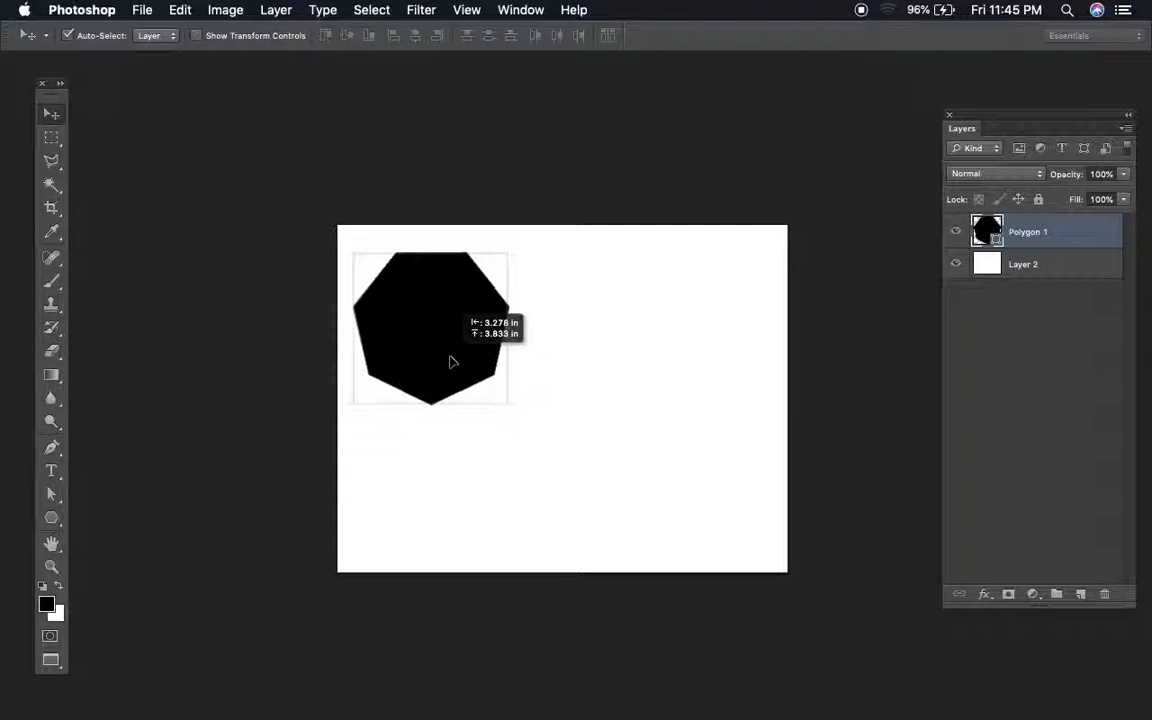 Photoshop File Edit Image Layer Type Select Filter View Window Help 96% Fri 11:45 PM
Auto-Select: Layer Show Transform Controls Essentials
Layers
Kind
Normal Opacity: 100%
Lock: Fill: 100%
Polygon 1
Layer 2
: 3.278 in
: 3.833 in
T
fx